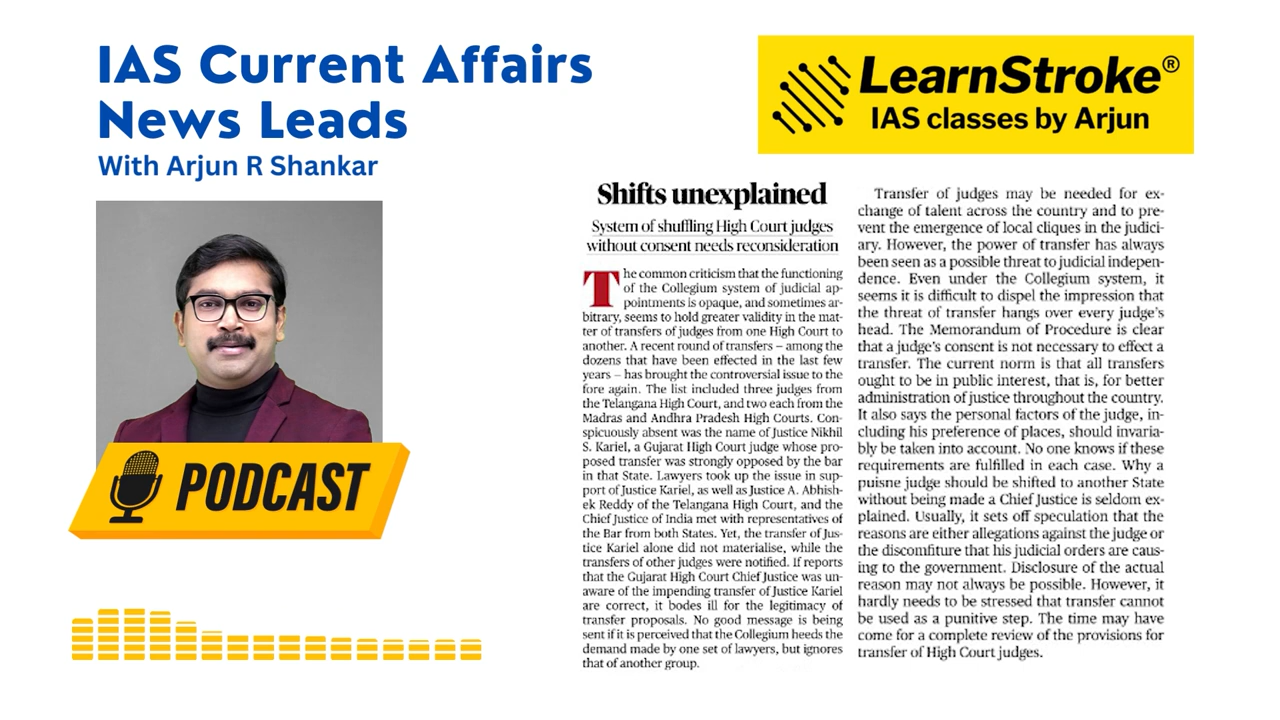 IAS Current Affairs
News Leads
With Arjun R Shankar
PODCAST
LearnStroke®
IAS classes by Arjun
Shifts unexplained
System of shuffling High Court judges
without consent needs reconsideration
The common criticism that the functioning
of the Collegium system of judicial ap-
pointments is opaque, and sometimes ar-
bitrary, seems to hold greater validity in the mat-
ter of transfers of judges from one High Court to
another. A recent round of transfers – among the
dozens that have been effected in the last few
years – has brought the controversial issue to the
fore again. The list included three judges from
the Telangana High Court, and two each from the
Madras and Andhra Pradesh High Courts. Con-
spicuously absent was the name of Justice Nikhil
S. Kariel, a Gujarat High Court judge whose pro-
posed transfer was strongly opposed by the bar
in that State. Lawyers took up the issue in sup-
port of Justice Kariel, as well as Justice A. Abhish-
ek Reddy of the Telangana High Court, and the
Chief Justice of India met with representatives of
the Bar from both States. Yet, the transfer of Jus-
tice Kariel alone did not materialise, while the
transfers of other judges were notified. If reports
that the Gujarat High Court Chief Justice was un-
aware of the impending transfer of Justice Kariel
are correct, it bodes ill for the legitimacy of
transfer proposals. No good message is being
sent if it is perceived that the Collegium heeds the
demand made by one set of lawyers, but ignores
that of another group.
Transfer of judges may be needed for ex-
change of talent across the country and to pre-
vent the emergence of local cliques in the judici-
ary. However, the power of transfer has always
been seen as a possible threat to judicial indepen-
dence. Even under the Collegium system, it
seems it is difficult to dispel the impression that
the threat of transfer hangs over every judge's
head. The Memorandum of Procedure is clear
that a judge's consent is not necessary to effect a
transfer. The current norm is that all transfers
ought to be in public interest, that is, for better
administration of justice throughout the country.
It also says the personal factors of the judge, in-
cluding his preference of places, should invaria-
bly be taken into account. No one knows if these
requirements are fulfilled in each case. Why a
puisne judge should be shifted to another State
without being made a Chief Justice is seldom ex-
plained. Usually, it sets off speculation that the
reasons are either allegations against the judge or
the discomfiture that his judicial orders are caus-
ing to the government. Disclosure of the actual
reason may not always be possible. However, it
hardly needs to be stressed that transfer cannot
be used as a punitive step. The time may have
come for a complete review of the provisions for
transfer of High Court judges.